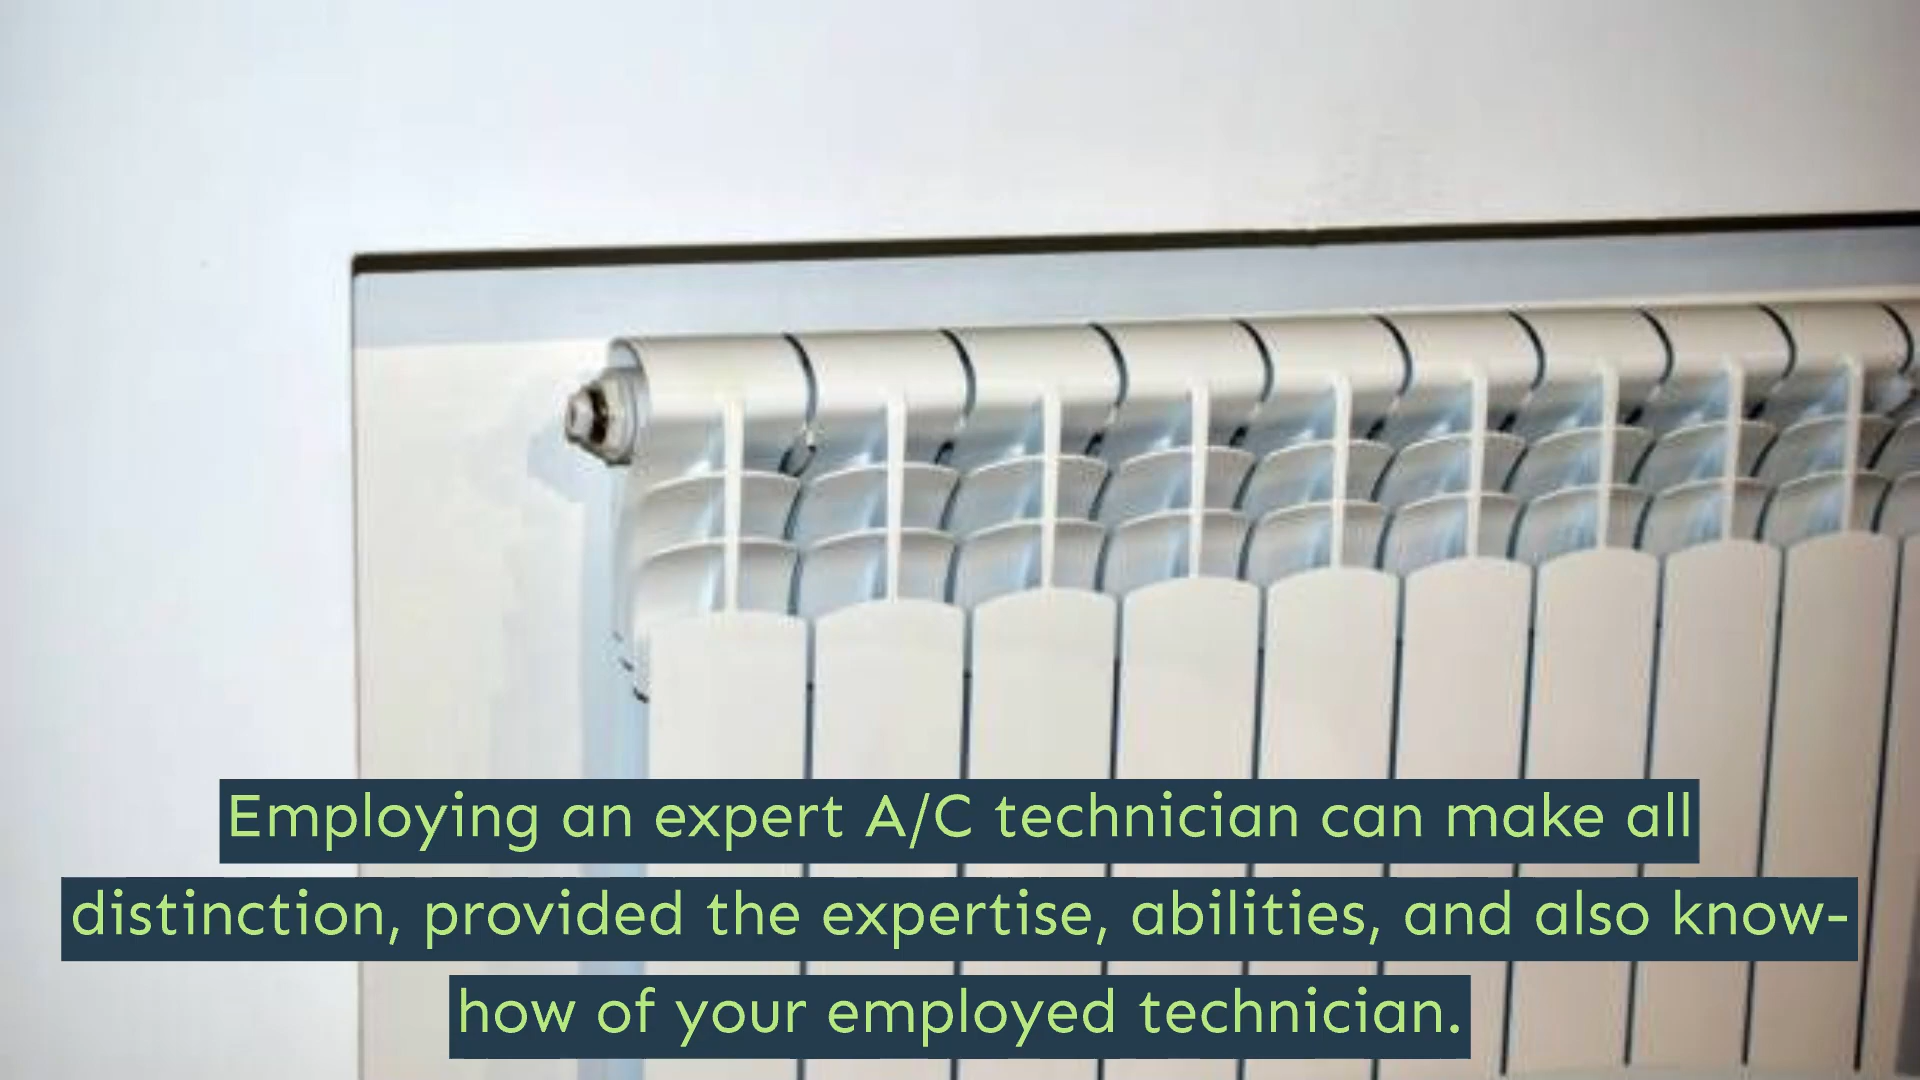 Employing an expert A/C technician can make all
distinction, provided the expertise, abilities, and also know-
how of your employed technician.